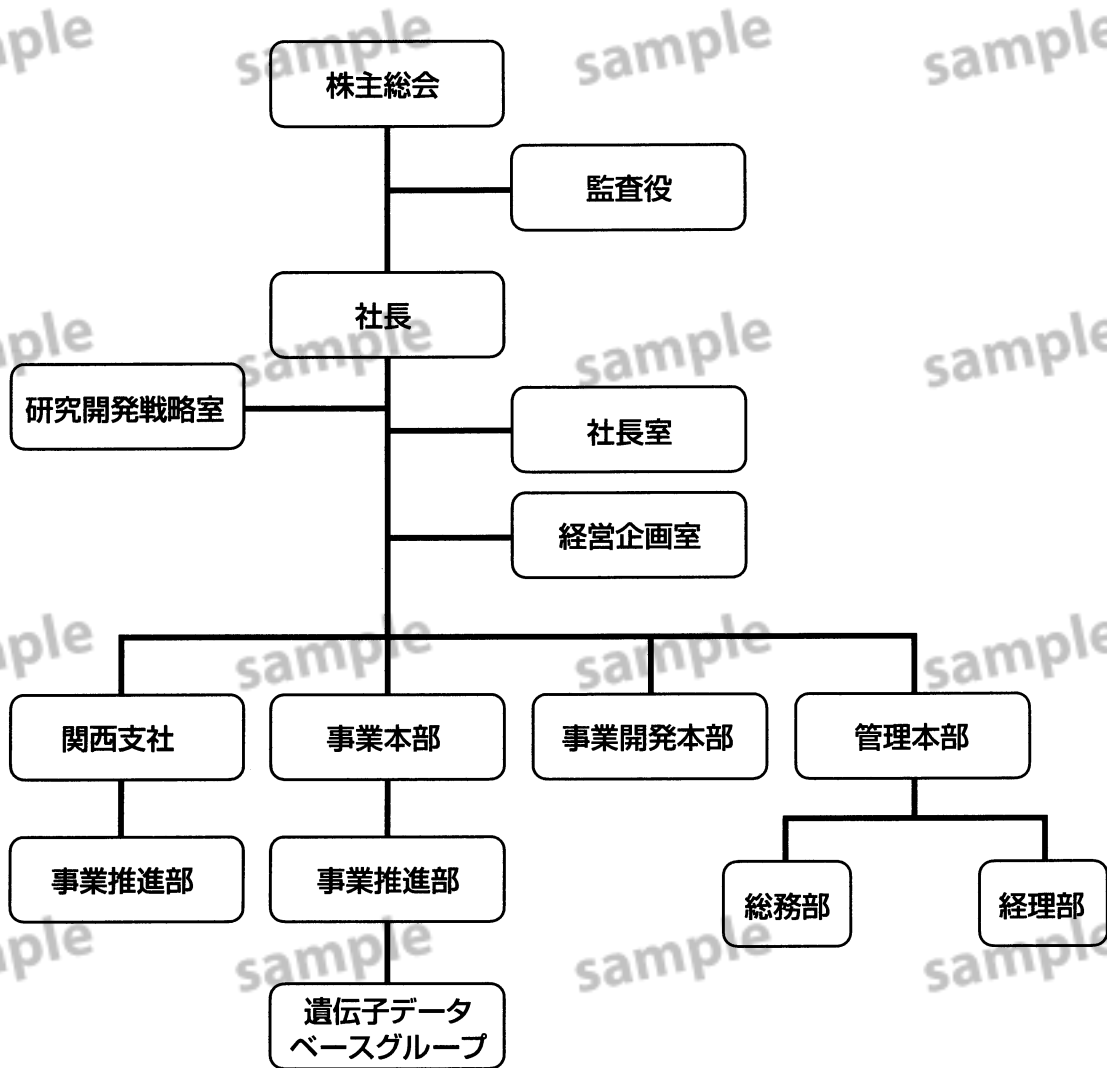 sample
sample
sample
sample
株主総会
監査役
社長
sample
sample
sample
sample
研究開発戦略室
社長室
経営企画室
sample
sample
sample
sample
関西支社
事業本部
事業開発本部
管理本部
事業推進部
事業推進部
総務部
経理部
sample
sample
sample
sample
遺伝子データ
ベースグループ